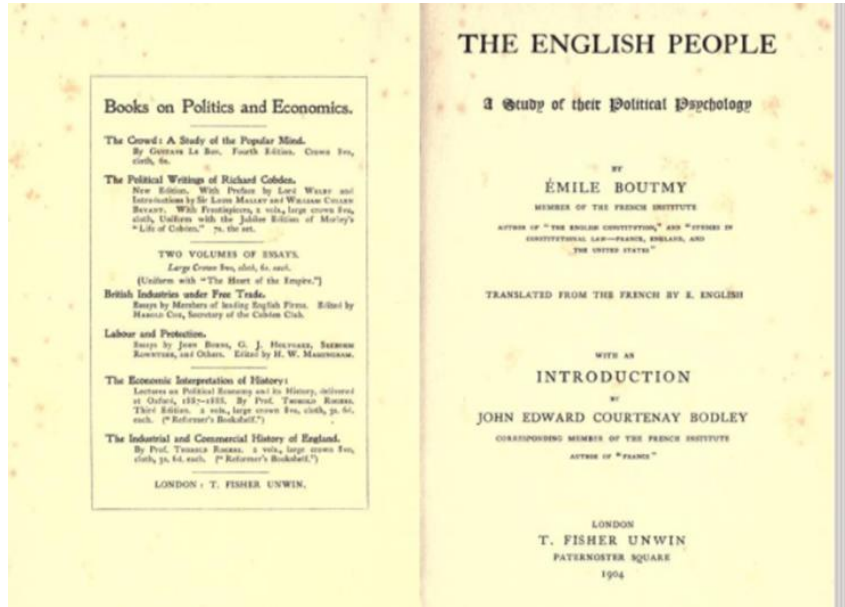 Books on Politics and Economics.
The Crowd: A Study of the Popular Mind.
By GUSTAVE LE BON. Fourth Edition. Crown 8vo,
cloth, 6s.
The Political Writings of Richard Cobden.
New Edition. With Preface by Lord WELBY and
Introductions by Sir LOUIS MALLET and WILLIAM CULLEN
BRYANT. With Frontispieces, 2 vols., large crown 8vo,
cloth, Uniform with the Jubilee Edition of Morley's
"Life of Cobden." 7s. the set.
TWO VOLUMES OF ESSAYS.
Large Crown 8vo, cloth, 6s. each.
(Uniform with "The Heart of the Empire.")
British Industries under Free Trade.
Essays by Members of leading English Firms. Edited by
HAROLD COX, Secretary of the Cobden Club.
Labour and Protection.
Essays by JOHN BURNS, G. J. HOLYOAKE, SEEBOHM
ROWNTREE, and Others. Edited by H. W. MASSINGHAM.
The Economic Interpretation of History:
Lectures on Political Economy and its History, delivered
at Oxford, 1887-1888. By Prof. THOROLD ROGERS.
Third Edition. 2 vols., large crown 8vo, cloth, 3s. 6d.
each. ("Reformer's Bookshelf.")
The Industrial and Commercial History of England.
By Prof. THOROLD ROGERS. 2 vols., large crown 8vo,
cloth, 3s. 6d. each. ("Reformer's Bookshelf.")
LONDON: T. FISHER UNWIN.
THE ENGLISH PEOPLE
A Study of their Political Psychology
BY
ÉMILE BOUTMY
MEMBER OF THE FRENCH INSTITUTE
AUTHOR OF "THE ENGLISH CONSTITUTION," AND "STUDIES IN
CONSTITUTIONAL LAW—FRANCE, ENGLAND, AND
THE UNITED STATES"
TRANSLATED FROM THE FRENCH BY E. ENGLISH
WITH AN
INTRODUCTION
BY
JOHN EDWARD COURTENAY BODLEY
CORRESPONDING MEMBER OF THE FRENCH INSTITUTE
AUTHOR OF "FRANCE"
LONDON
T. FISHER UNWIN
PATERNOSTER SQUARE
1904